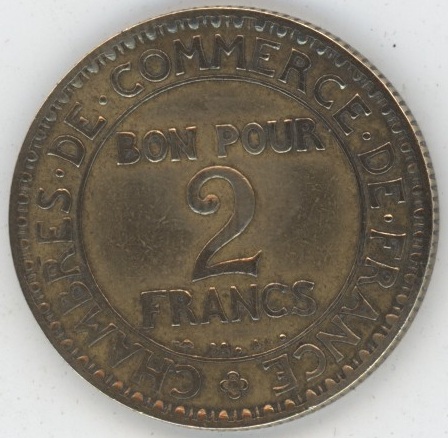 CHAMBRES·DE·COMMERCE·DE·FRANCE
BON POUR
2
FRANCS